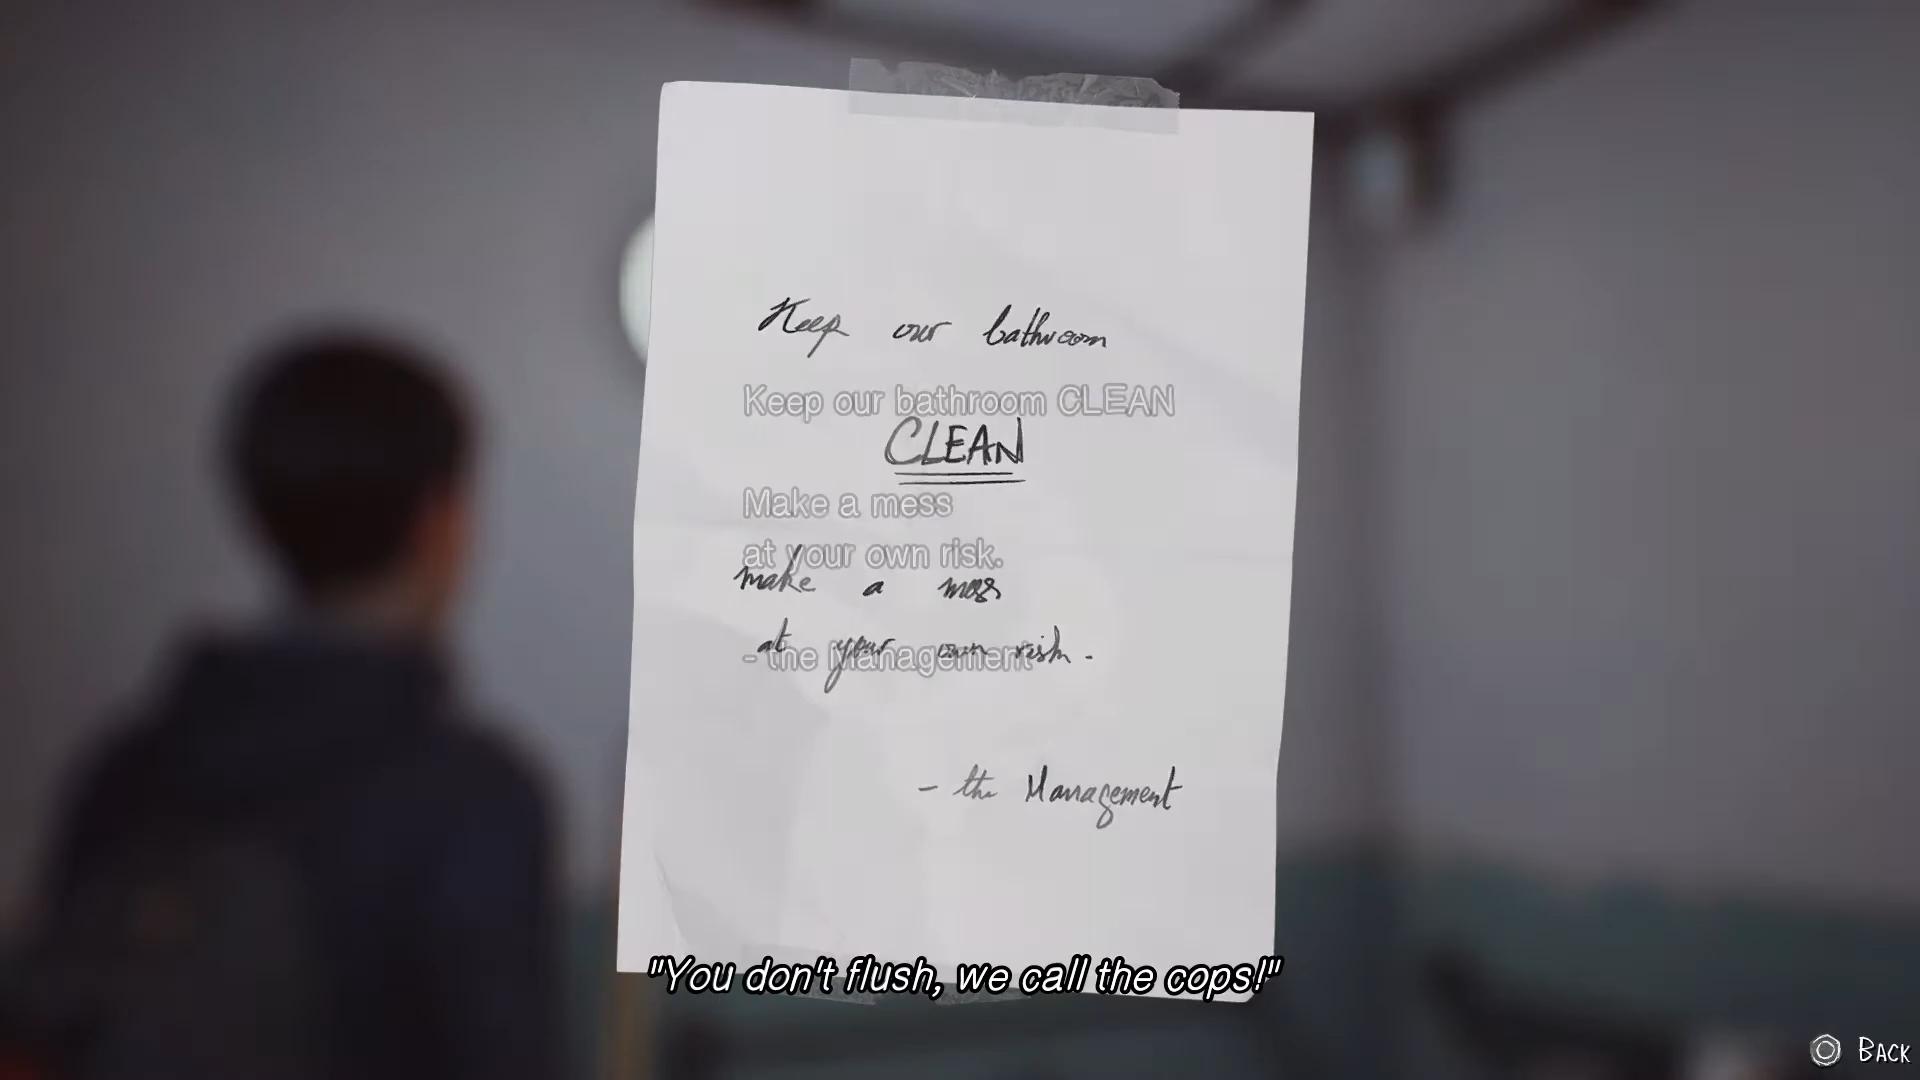 Keep our bathroom
Keep our bathroom CLEAN
CLEAN
Make a mess
at your own risk.
make a mess
at your own risk.
- the Management
- the Management
"You don't flush, we call the cops!"
BACK